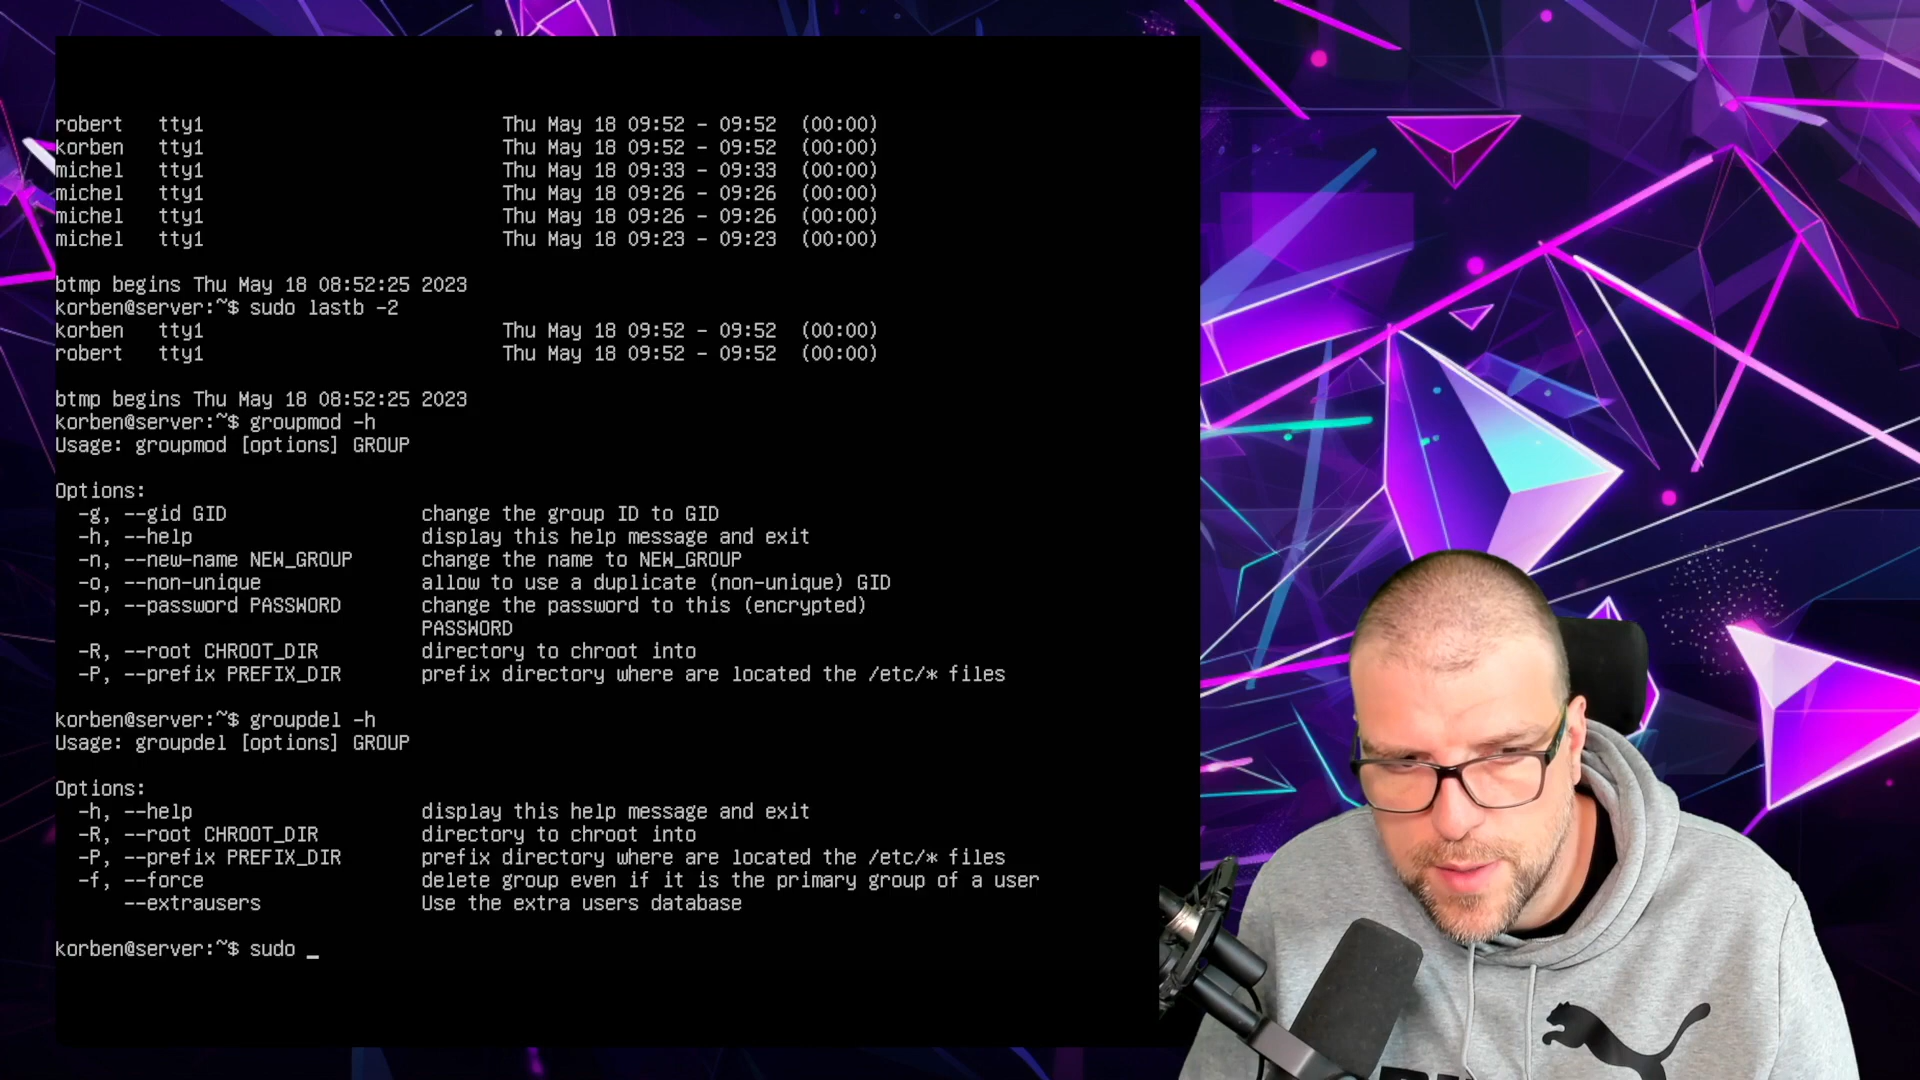 robert   tty1                          Thu May 18 09:52 - 09:52  (00:00)
korben   tty1                          Thu May 18 09:52 - 09:52  (00:00)
michel   tty1                          Thu May 18 09:33 - 09:33  (00:00)
michel   tty1                          Thu May 18 09:26 - 09:26  (00:00)
michel   tty1                          Thu May 18 09:26 - 09:26  (00:00)
michel   tty1                          Thu May 18 09:23 - 09:23  (00:00)

btmp begins Thu May 18 08:52:25 2023
korben@server:~$ sudo lastb -2
korben   tty1                          Thu May 18 09:52 - 09:52  (00:00)
robert   tty1                          Thu May 18 09:52 - 09:52  (00:00)

btmp begins Thu May 18 08:52:25 2023
korben@server:~$ groupmod -h
Usage: groupmod [options] GROUP

Options:
  -g, --gid GID                 change the group ID to GID
  -h, --help                    display this help message and exit
  -n, --new-name NEW_GROUP      change the name to NEW_GROUP
  -o, --non-unique              allow to use a duplicate (non-unique) GID
  -p, --password PASSWORD       change the password to this (encrypted)
                                PASSWORD
  -R, --root CHROOT_DIR         directory to chroot into
  -P, --prefix PREFIX_DIR       prefix directory where are located the /etc/* files

korben@server:~$ groupdel -h
Usage: groupdel [options] GROUP

Options:
  -h, --help                    display this help message and exit
  -R, --root CHROOT_DIR         directory to chroot into
  -P, --prefix PREFIX_DIR       prefix directory where are located the /etc/* files
  -f, --force                   delete group even if it is the primary group of a user
      --extrausers              Use the extra users database

korben@server:~$ sudo _